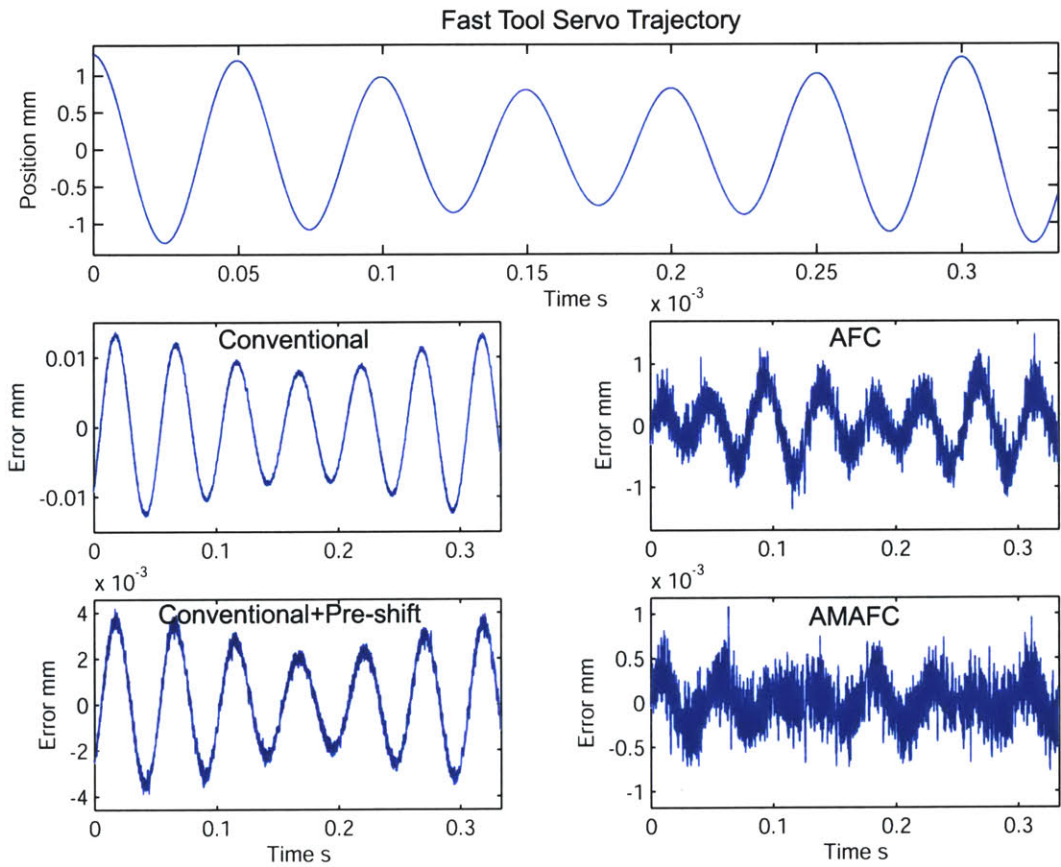 Fast Tool Servo Trajectory
1
0.5
0
-0.5
-1
Position mm
0 0.05 0.1 0.15 0.2 0.25 0.3
Time s
Conventional
0.01
0
-0.01
Error mm
0 0.1 0.2 0.3
x 10⁻³
AFC
1
0
-1
Error mm
0 0.1 0.2 0.3
x 10⁻³
Conventional+Pre-shift
4
2
0
-2
-4
Error mm
0 0.1 0.2 0.3
Time s
x 10⁻³
AMAFC
1
0.5
0
-0.5
-1
Error mm
0 0.1 0.2 0.3
Time s